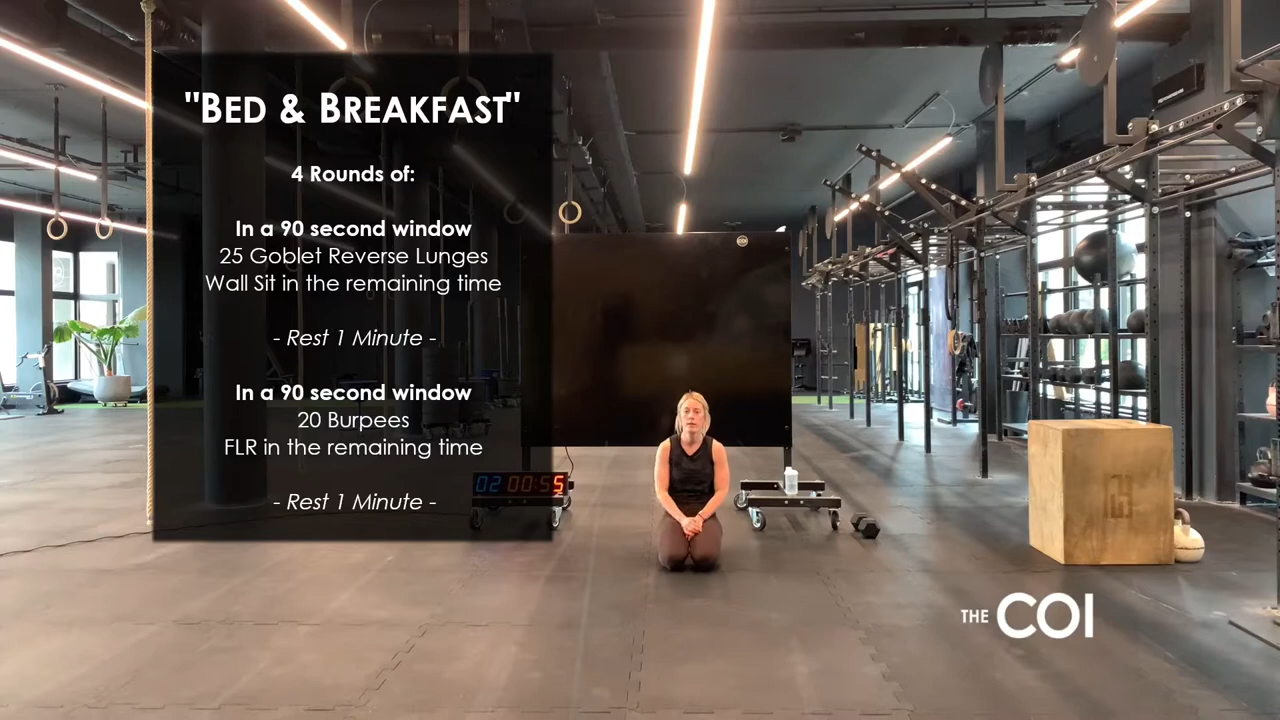 "BED & BREAKFAST"
4 Rounds of:
In a 90 second window
25 Goblet Reverse Lunges
Wall Sit in the remaining time
- Rest 1 Minute -
In a 90 second window
20 Burpees
FLR in the remaining time
- Rest 1 Minute -
02 00:55
THE COI